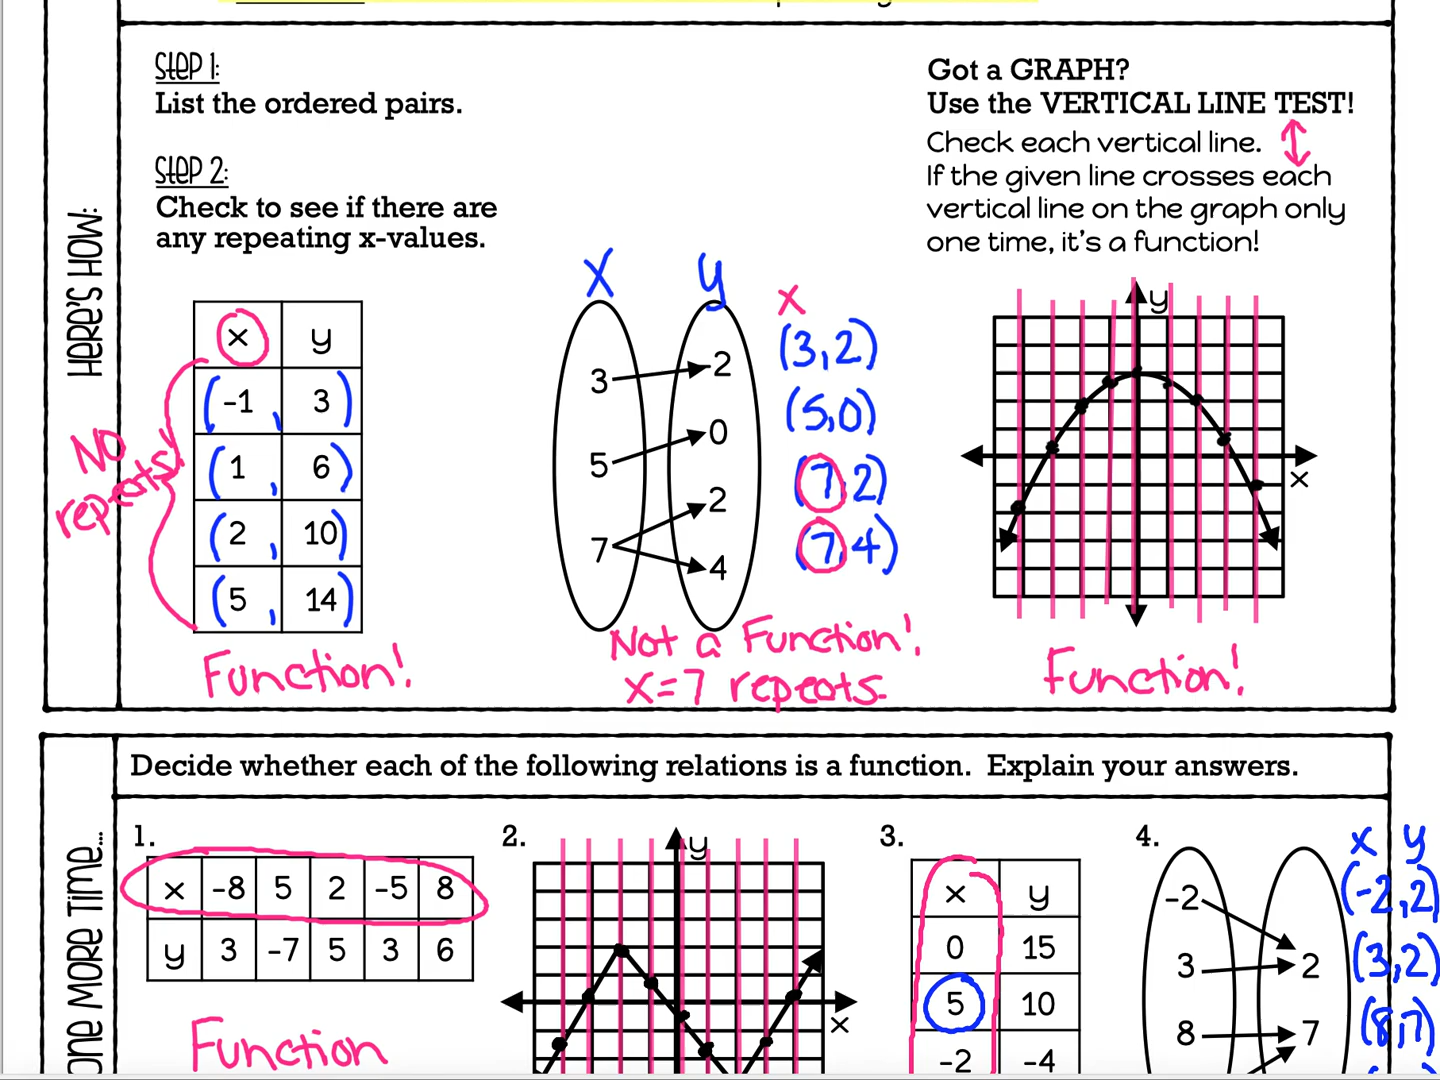 HERE'S HOW:
Step 1:
List the ordered pairs.
Step 2:
Check to see if there are
any repeating x-values.
x y
(-1, 3)
(1, 6)
(2, 10)
(5, 14)
NO
repeats!
Function!
X y
3 2
5 0
7 2
4
x
(3,2)
(5,0)
(7,2)
(7,4)
Not a Function!
X=7 repeats.
Got a GRAPH?
Use the VERTICAL LINE TEST!
Check each vertical line.
If the given line crosses each
vertical line on the graph only
one time, it's a function!
y
x
Function!
ONE MORE TIME...
Decide whether each of the following relations is a function. Explain your answers.
1.
x -8 5 2 -5 8
y 3 -7 5 3 6
Function
2.
y
x
3.
x y
0 15
5 10
-2 -4
4.
-2
3 2
8 7
x y
(-2,2)
(3,2)
(8,7)